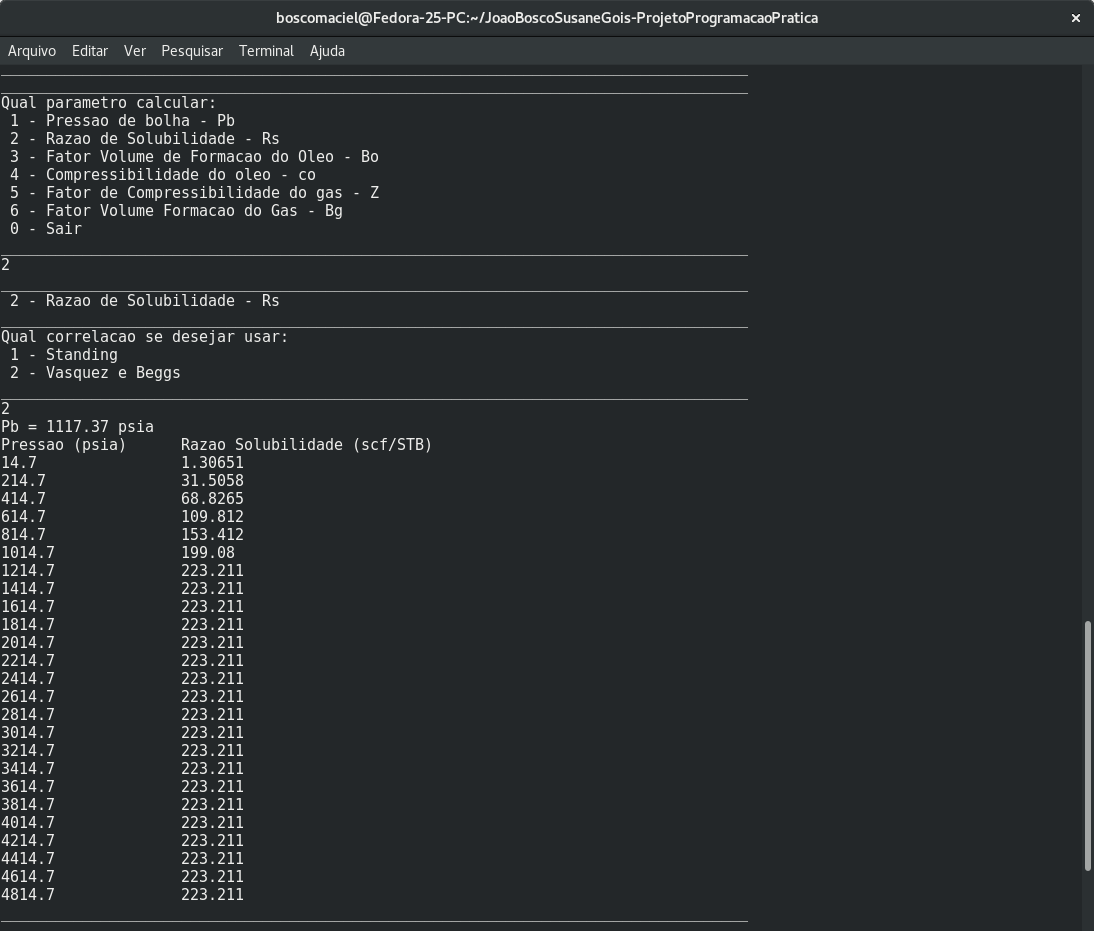 boscomaciel@Fedora-25-PC:~/JoaoBoscoSusaneGois-ProjetoProgramacaoPratica ×
Arquivo Editar Ver Pesquisar Terminal Ajuda
Qual parametro calcular:
1 - Pressao de bolha - Pb
2 - Razao de Solubilidade - Rs
3 - Fator Volume de Formacao do Oleo - Bo
4 - Compressibilidade do oleo - co
5 - Fator de Compressibilidade do gas - Z
6 - Fator Volume Formacao do Gas - Bg
0 - Sair
2
2 - Razao de Solubilidade - Rs
Qual correlacao se desejar usar:
1 - Standing
2 - Vasquez e Beggs
2
Pb = 1117.37 psia
Pressao (psia) Razao Solubilidade (scf/STB)
14.7 1.30651
214.7 31.5058
414.7 68.8265
614.7 109.812
814.7 153.412
1014.7 199.08
1214.7 223.211
1414.7 223.211
1614.7 223.211
1814.7 223.211
2014.7 223.211
2214.7 223.211
2414.7 223.211
2614.7 223.211
2814.7 223.211
3014.7 223.211
3214.7 223.211
3414.7 223.211
3614.7 223.211
3814.7 223.211
4014.7 223.211
4214.7 223.211
4414.7 223.211
4614.7 223.211
4814.7 223.211